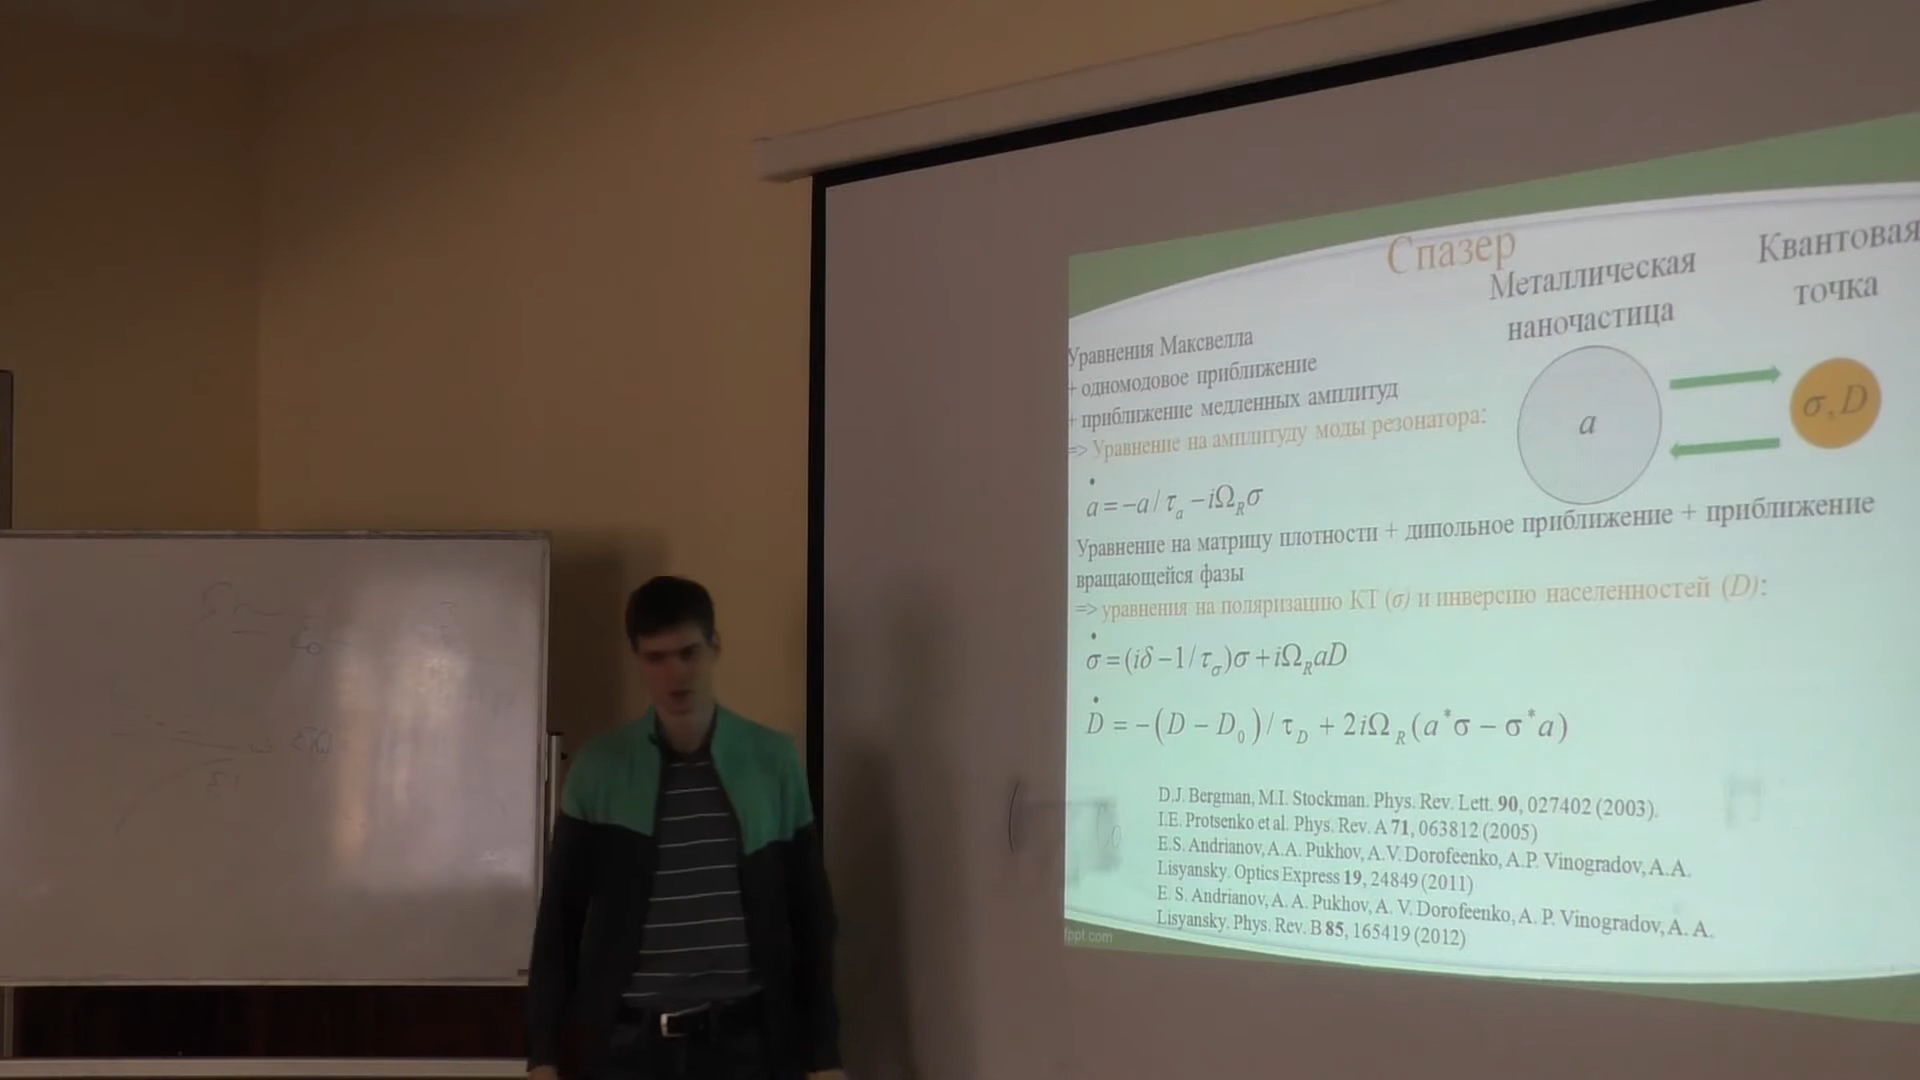 Спазер
Металлическая
наночастица
Квантовая
точка
Уравнения Максвелла
+ одномодовое приближение
+ приближение медленных амплитуд
=> Уравнение на амплитуду моды резонатора:
a
σ, D
ȧ = −a / τₐ − iΩ_R σ
Уравнение на матрицу плотности + дипольное приближение + приближение
вращающейся фазы
=> уравнения на поляризацию КТ (σ) и инверсию населенностей (D):
σ̇ = (iδ − 1/ τ_σ)σ + iΩ_R aD
Ḋ = −(D − D₀)/ τ_D + 2iΩ_R (a*σ − σ*a)
D.J. Bergman, M.I. Stockman. Phys. Rev. Lett. 90, 027402 (2003).
I.E. Protsenko et al. Phys. Rev. A 71, 063812 (2005)
E.S. Andrianov, A.A. Pukhov, A.V. Dorofeenko, A.P. Vinogradov, A.A.
Lisyansky. Optics Express 19, 24849 (2011)
E. S. Andrianov, A. A. Pukhov, A. V. Dorofeenko, A. P. Vinogradov, A. A.
Lisyansky. Phys. Rev. B 85, 165419 (2012)
fppt.com